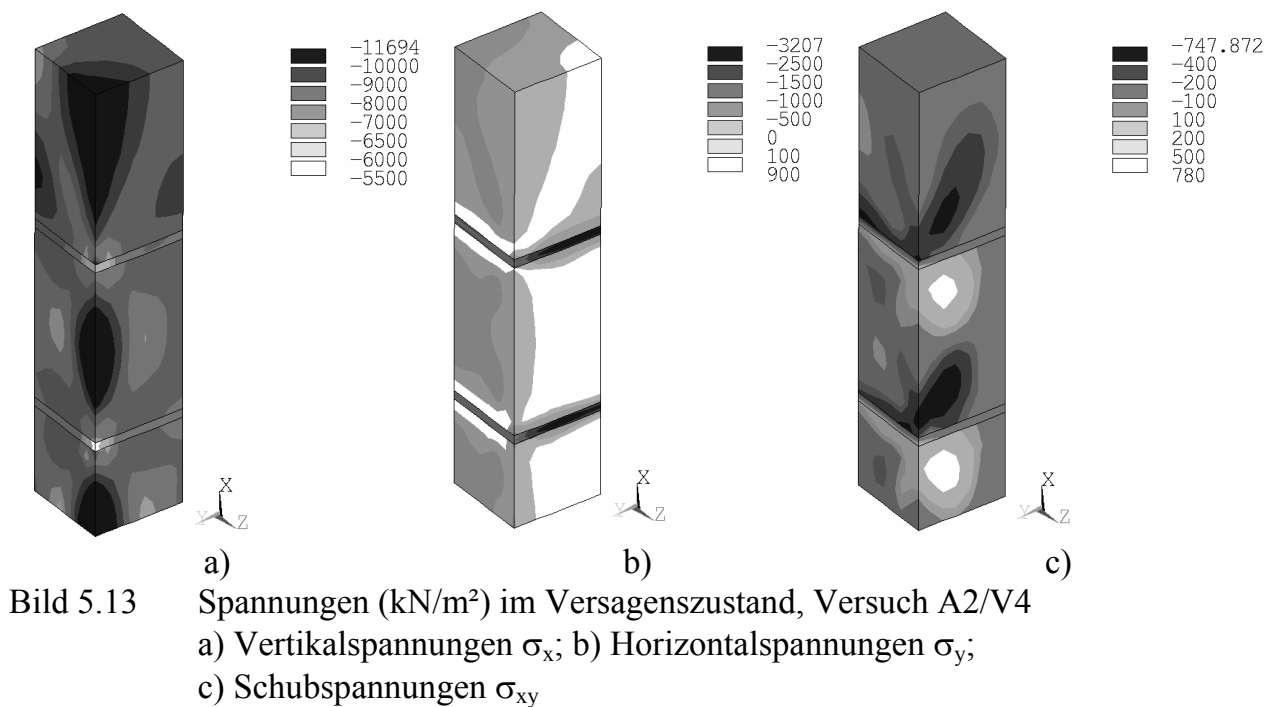 -11694
-10000
-9000
-8000
-7000
-6500
-6000
-5500
X
Y
Z
-3207
-2500
-1500
-1000
-500
0
100
900
X
Y
Z
-747.872
-400
-200
-100
100
200
500
780
X
Y
Z
a) b) c)
Bild 5.13 Spannungen (kN/m²) im Versagenszustand, Versuch A2/V4
a) Vertikalspannungen σx; b) Horizontalspannungen σy;
c) Schubspannungen σxy